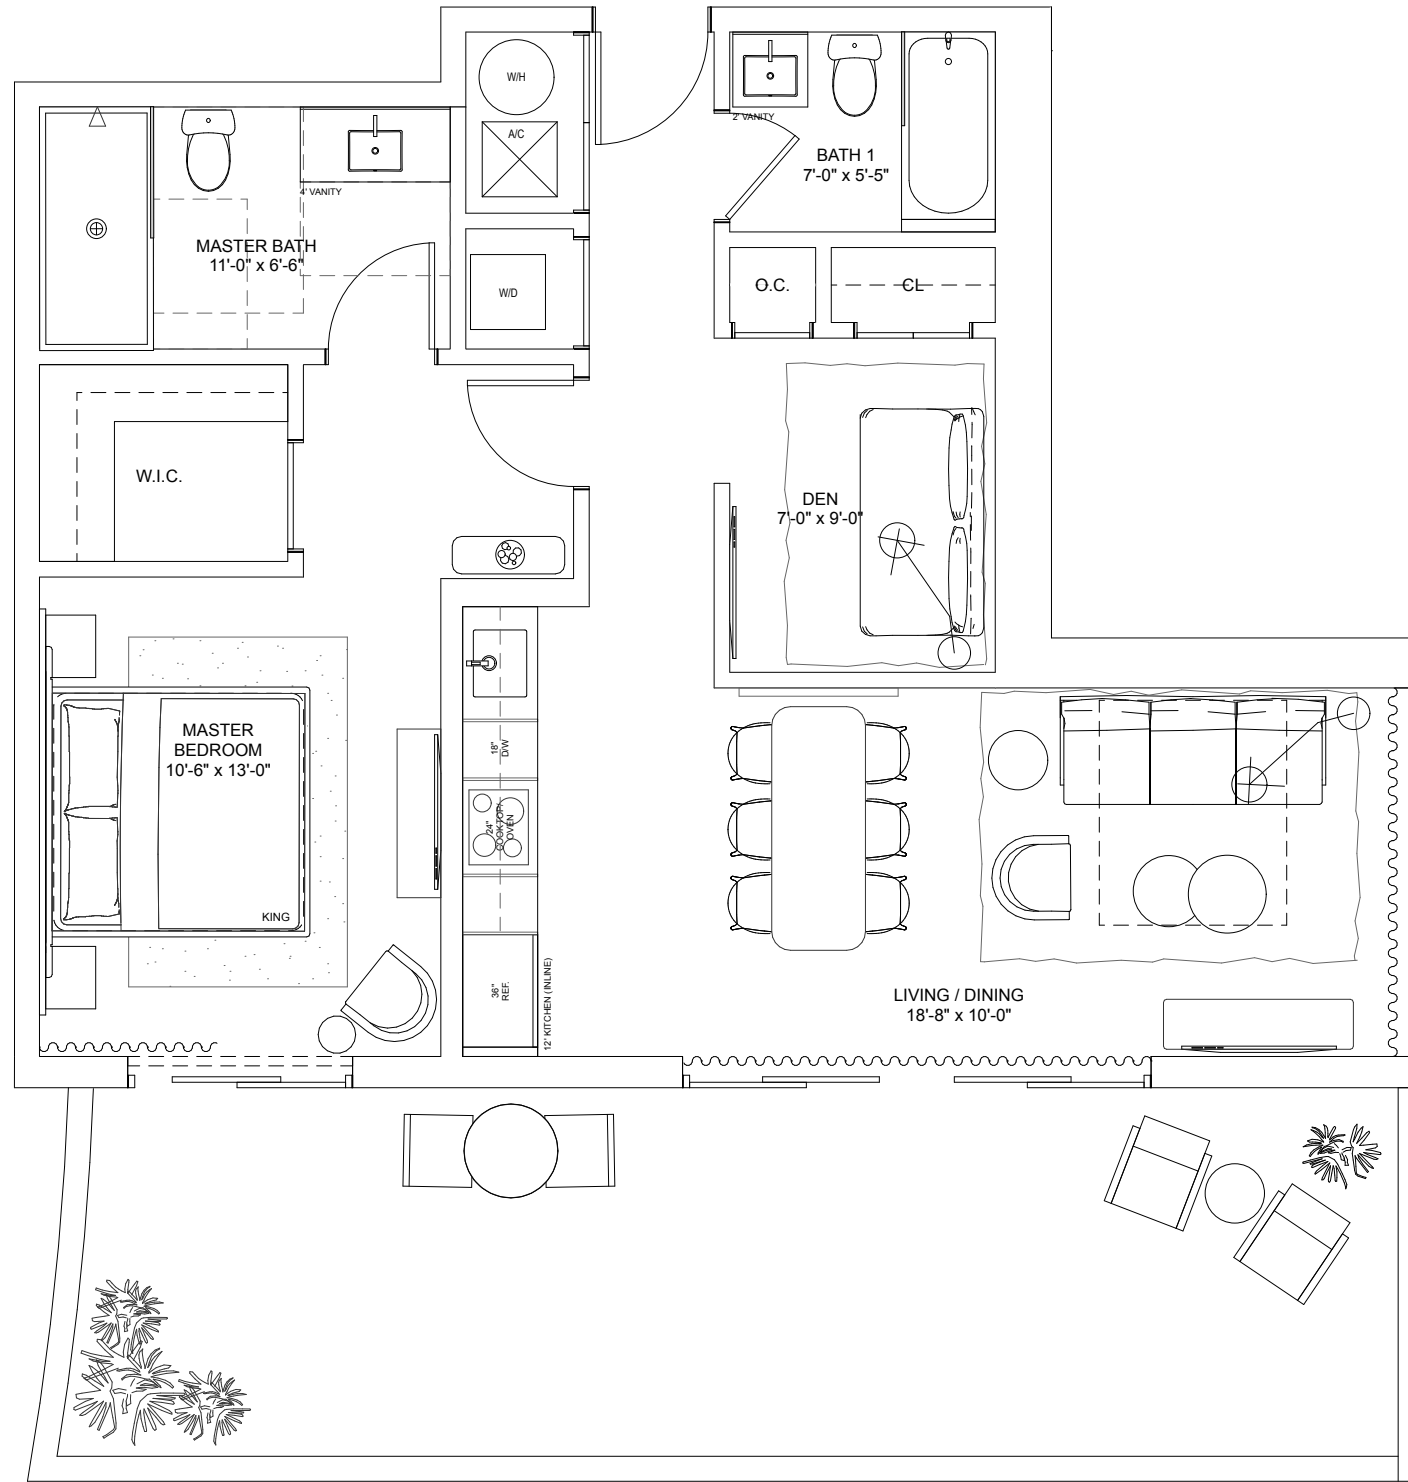 W/H
A/C
2' VANITY
BATH 1
7'-0" x 5'-5"
4' VANITY
MASTER BATH
11'-0" x 6'-6"
W/D
O.C.
CL
W.I.C.
DEN
7'-0" x 9'-0"
MASTER
BEDROOM
10'-6" x 13'-0"
KING
18"
D/W
24"
COOKTOP/
OVEN
36"
REF.
12' KITCHEN (INLINE)
LIVING / DINING
18'-8" x 10'-0"